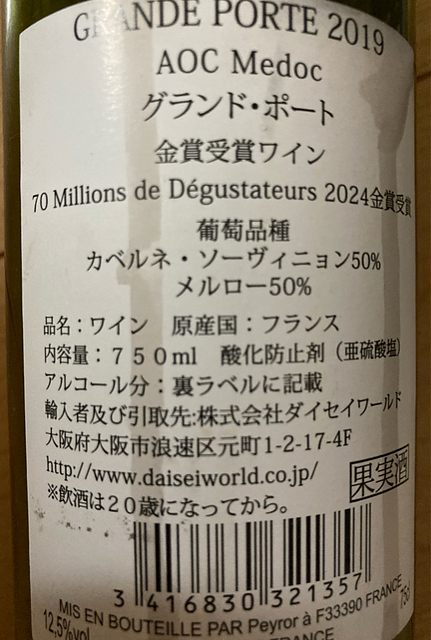 GRANDE PORTE 2019
AOC Medoc
グランド・ポート
金賞受賞ワイン
70 Millions de Dégustateurs 2024金賞受賞
葡萄品種
カベルネ・ソーヴィニョン50%
メルロー50%
品名：ワイン　原産国：フランス
内容量：７５０ml　酸化防止剤（亜硫酸塩）
アルコール分：裏ラベルに記載
輸入者及び引取先:株式会社ダイセイワールド
大阪府大阪市浪速区元町1-2-17-4F
http://www.daiseiworld.co.jp/
果実酒
※飲酒は２０歳になってから。
3 416830 321357
MIS EN BOUTEILLE PAR Peyror à F33390 FRANCE
12,5%vol
FRANCE